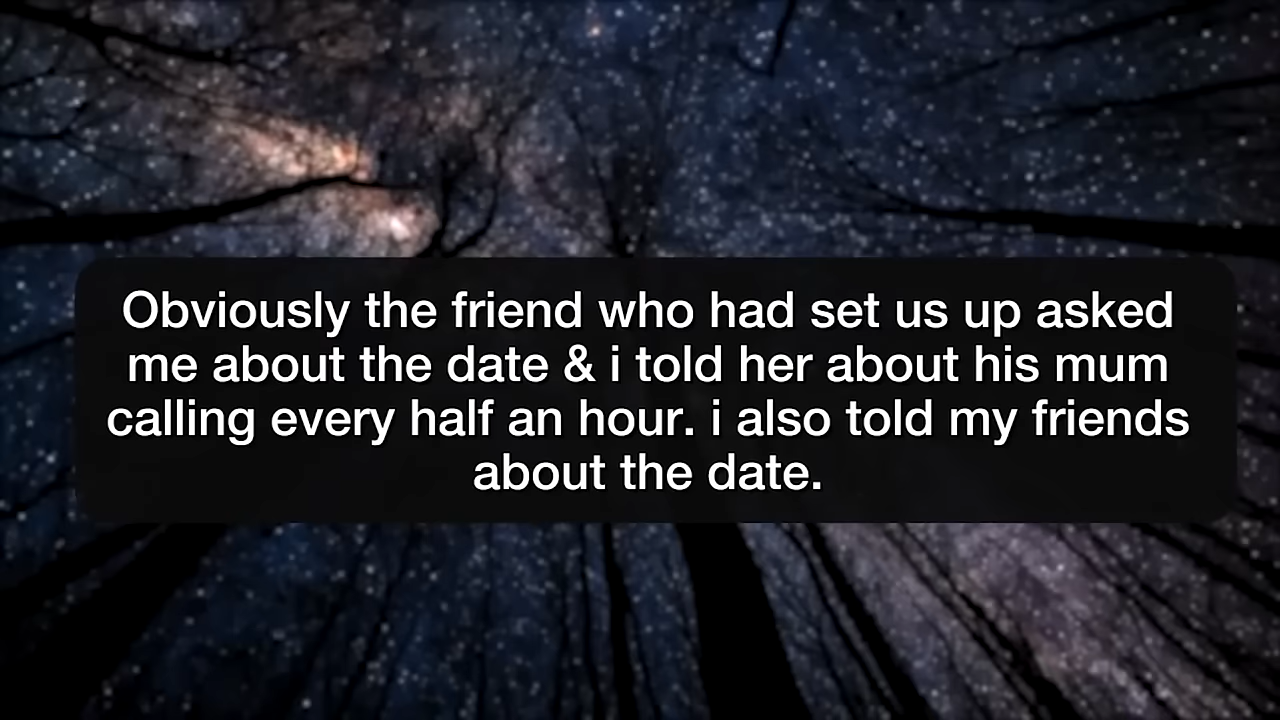 Obviously the friend who had set us up asked
me about the date & i told her about his mum
calling every half an hour. i also told my friends
about the date.